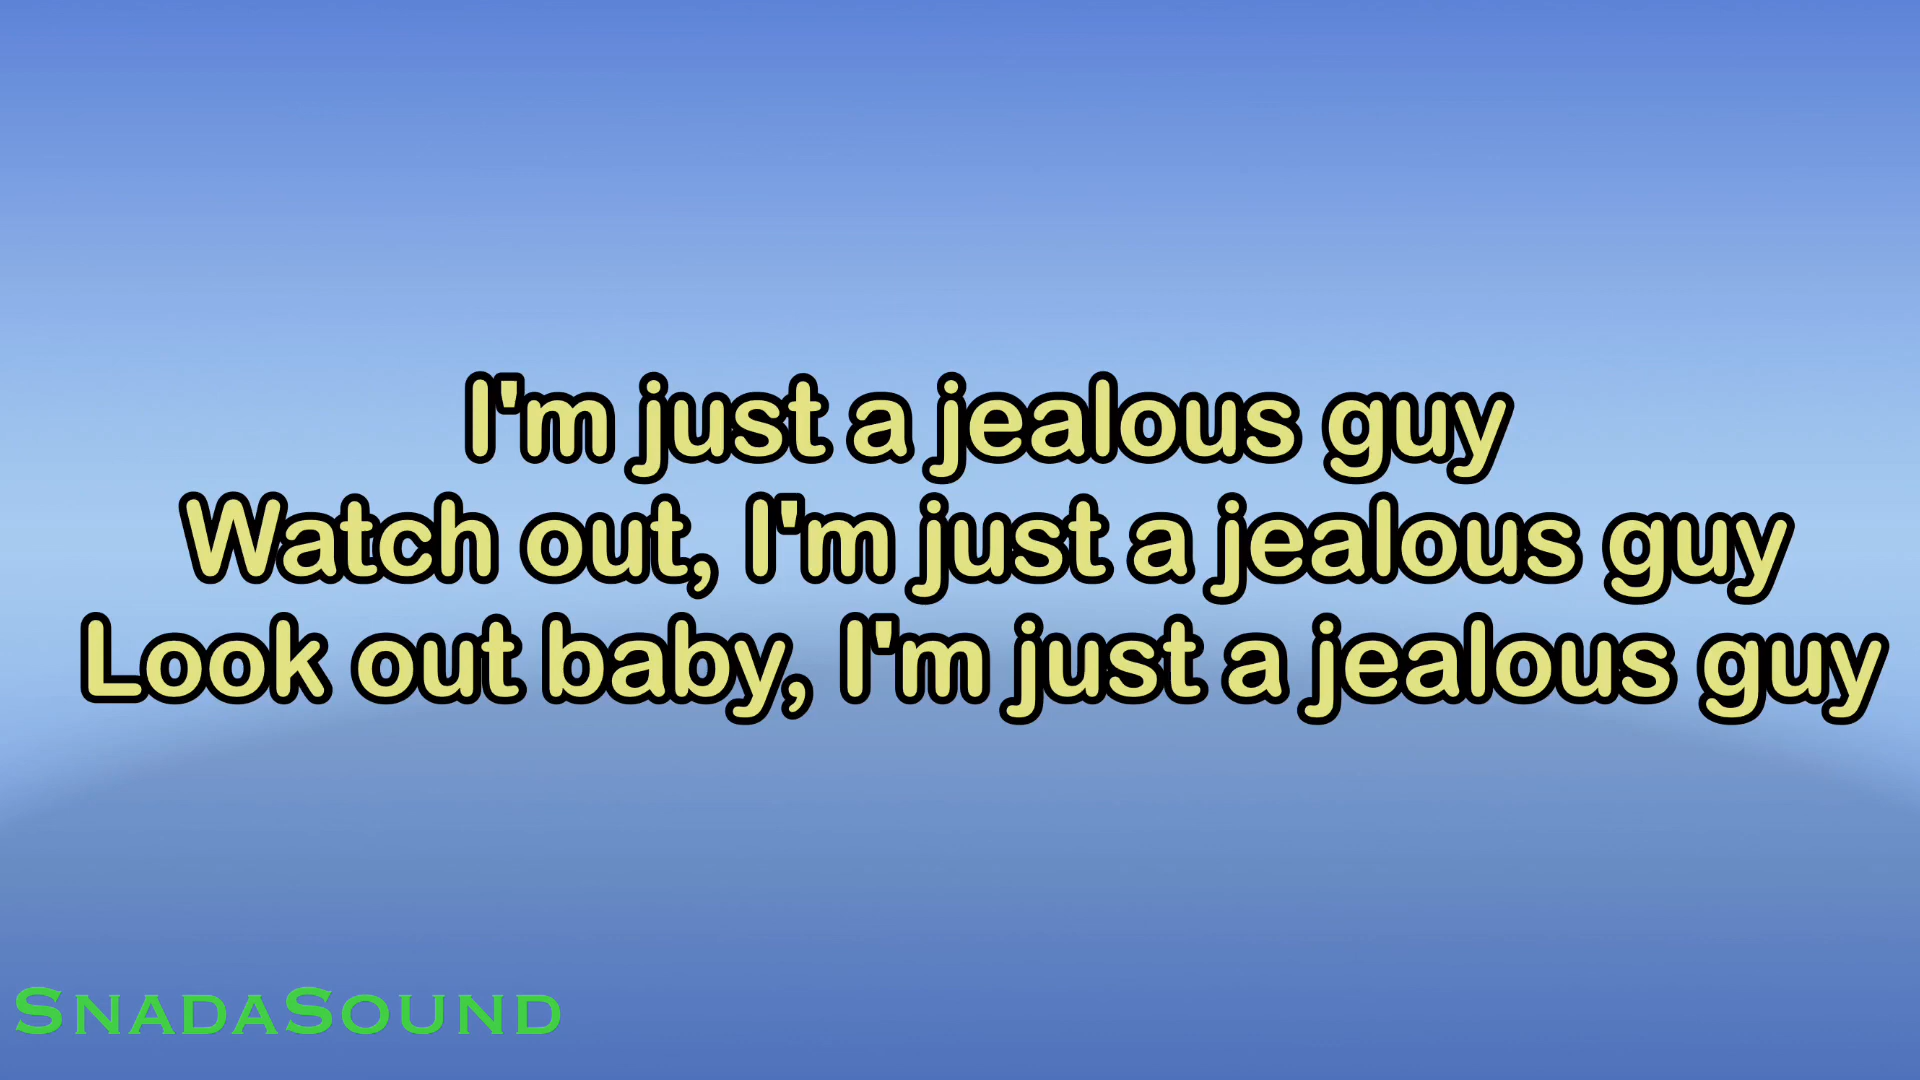 I'm just a jealous guy
Watch out, I'm just a jealous guy
Look out baby, I'm just a jealous guy
SnadaSound